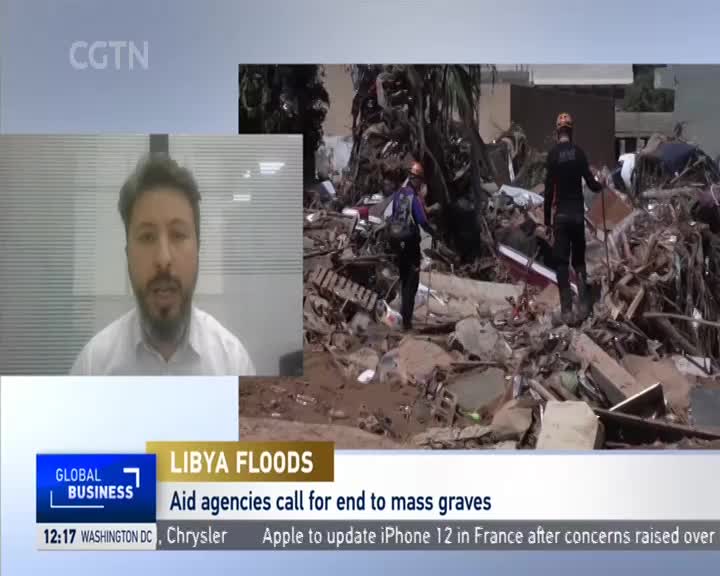 CGTN
LIBYA FLOODS
GLOBAL
BUSINESS
Aid agencies call for end to mass graves
12:17 WASHINGTON DC , Chrysler Apple to update iPhone 12 in France after concerns raised over